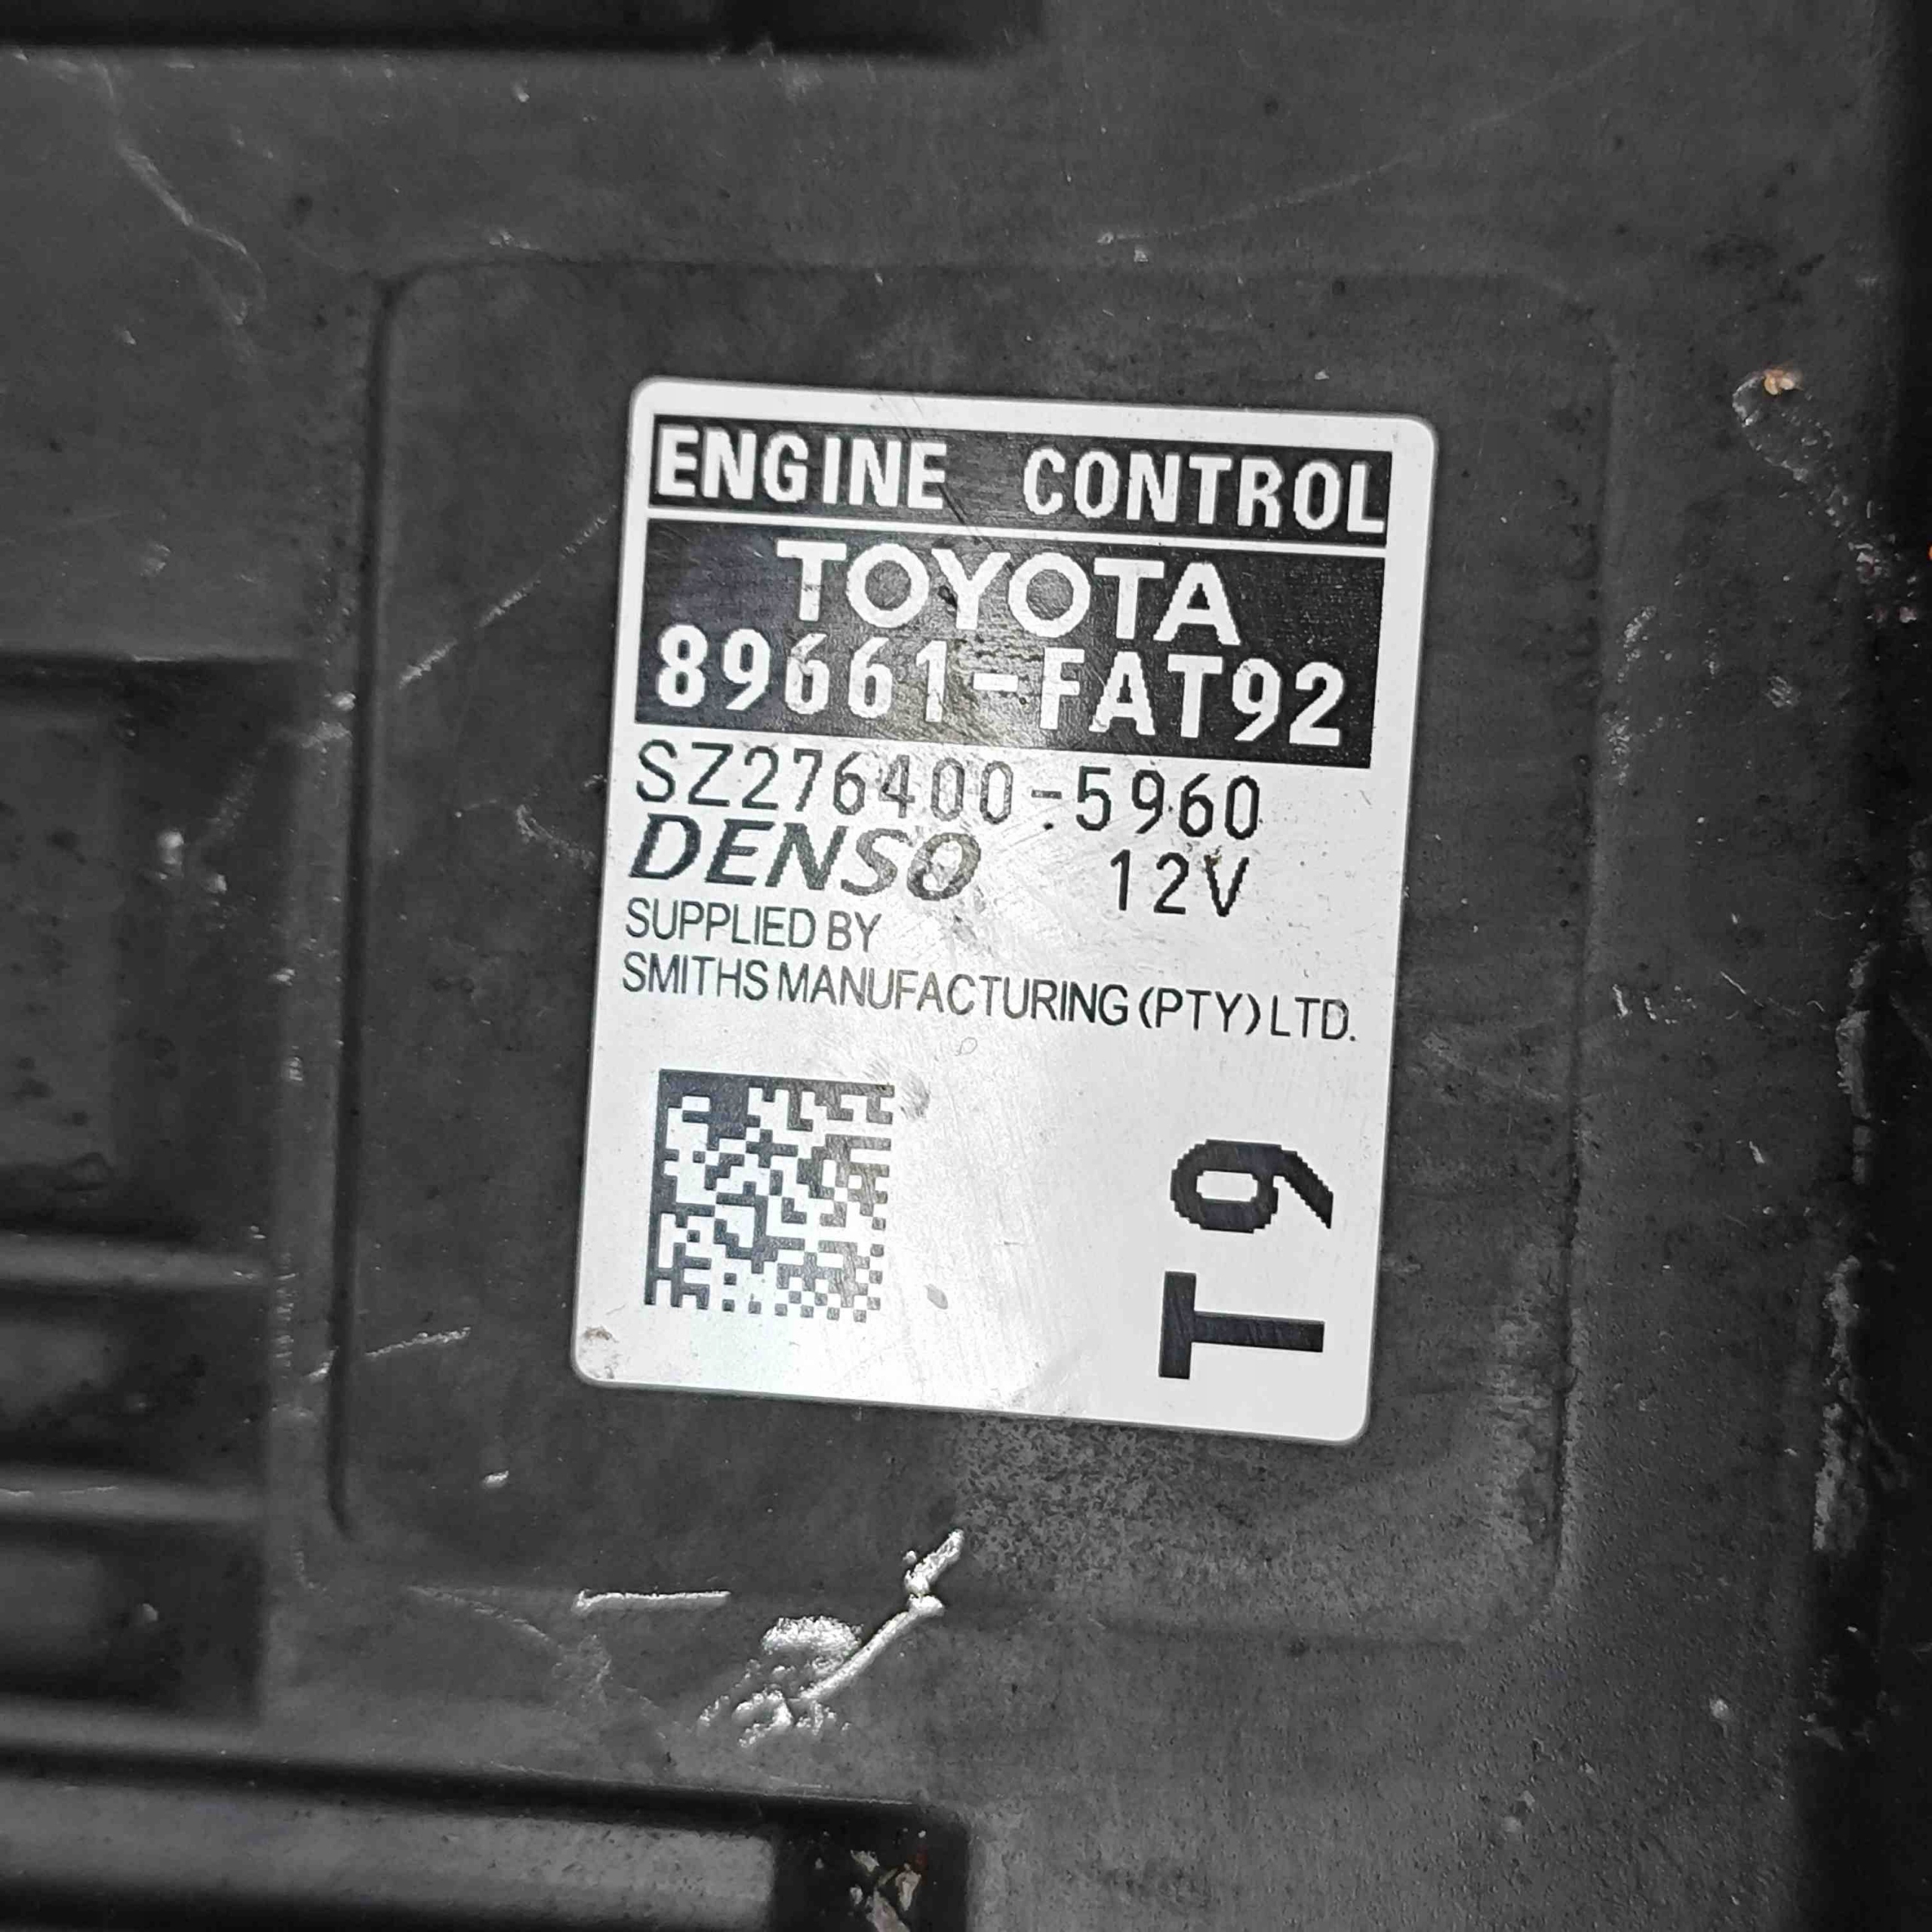 ENGINE CONTROL
TOYOTA
89661-FAT92
SZ276400-5960
DENSO 12V
SUPPLIED BY
SMITHS MANUFACTURING (PTY) LTD.
T9